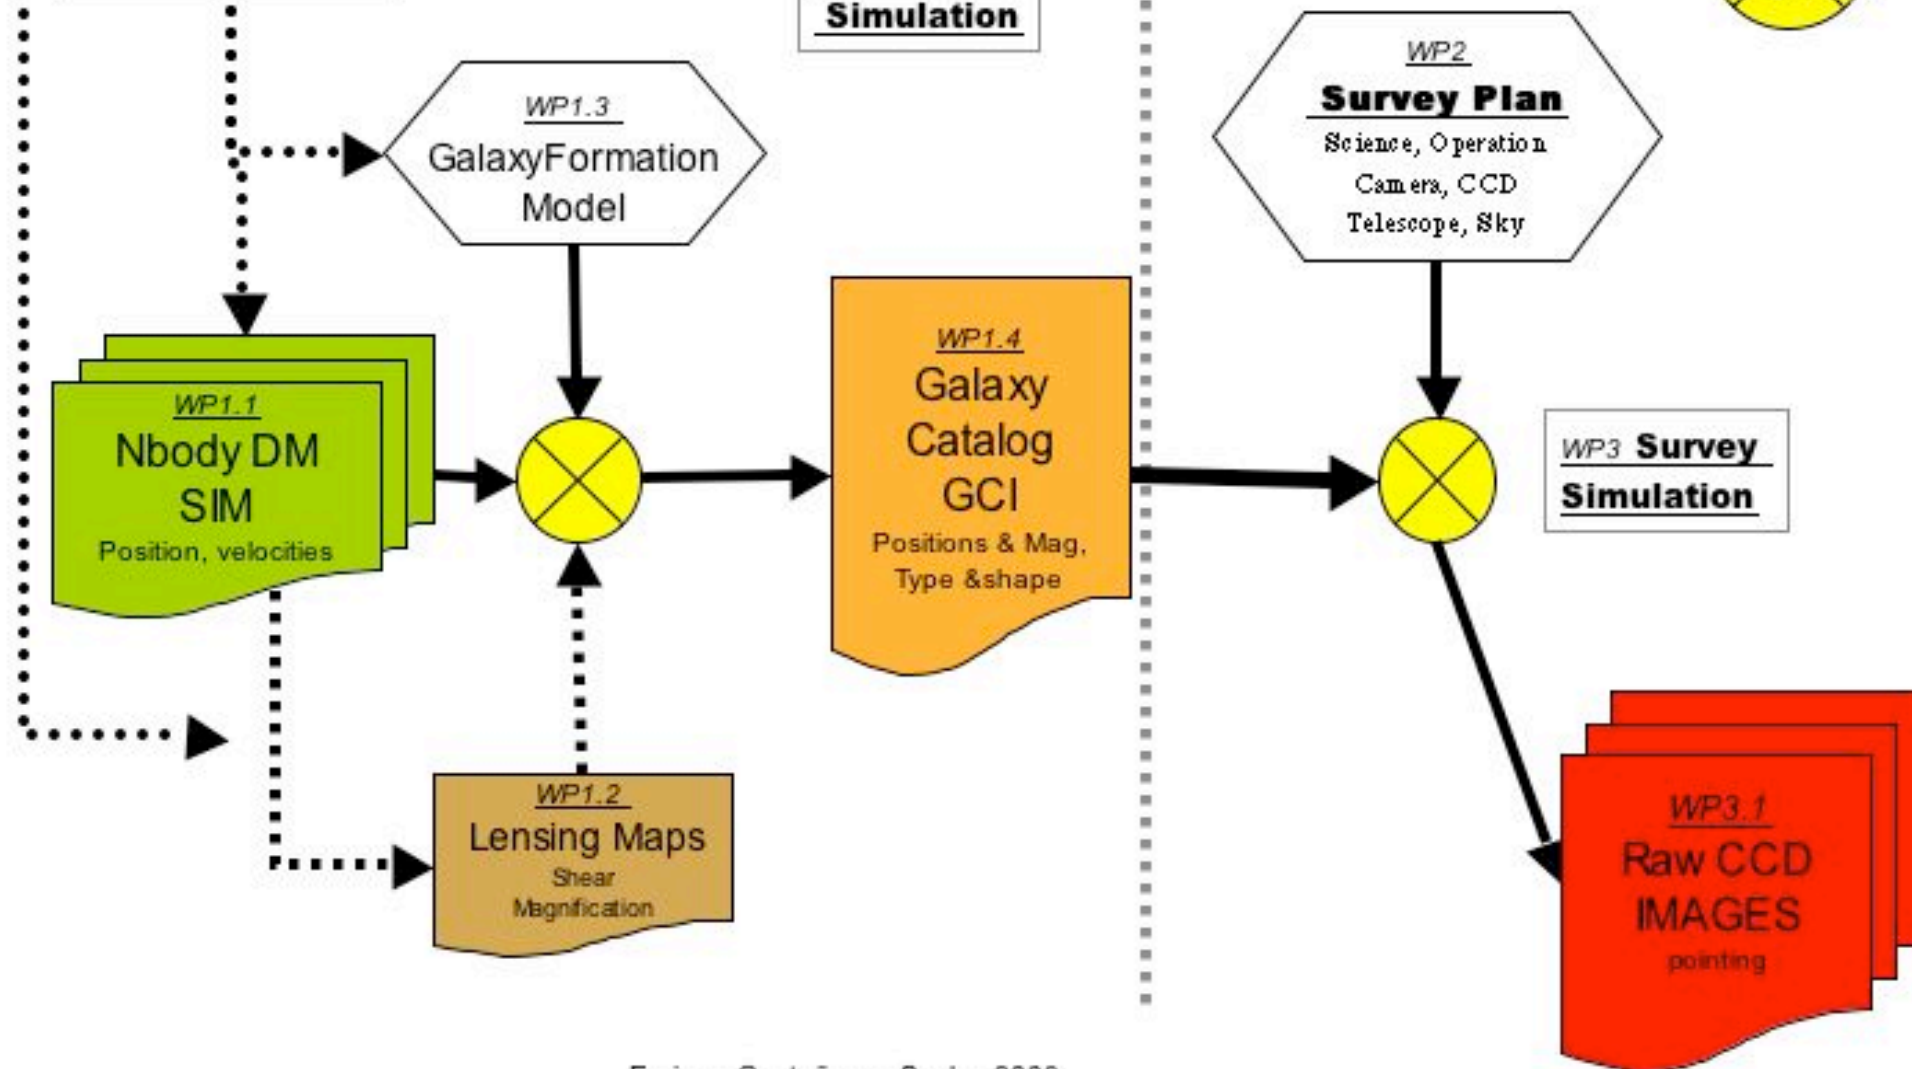 Simulation
WP1.3
GalaxyFormation
Model
WP2
Survey Plan
Science, Operation
Camera, CCD
Telescope, Sky
WP1.1
Nbody DM
SIM
Position, velocities
WP1.4
Galaxy
Catalog
GCI
Positions & Mag,
Type &shape
WP3 Survey
Simulation
WP1.2
Lensing Maps
Shear
Magnification
WP3.1
Raw CCD
IMAGES
pointing